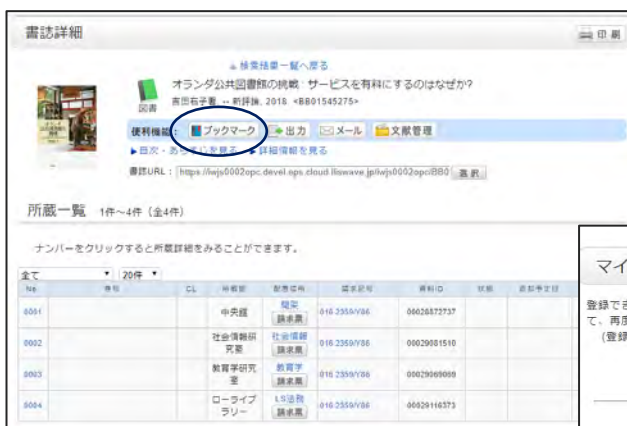 書誌詳細
印刷
検索結果一覧へ戻る
図書
オランダ公共図書館の挑戦 : サービスを有料にするのはなぜか?
吉田右子著 -- 新評論, 2018. <BB01545275>
便利機能: ブックマーク 出力 メール 文献管理
▶目次・あらすじを見る ▶詳細情報を見る
書誌URL: 選択
所蔵一覧 1件~4件(全4件)
ナンバーをクリックすると所蔵詳細をみることができます。
全て 20件
No. 巻号 CL 所蔵館 配置場所 請求記号 資料ID 状態 返却予定日
0001 中央館 開架 請求票 016.2359/Y86 00028872737
0002 社会情報研究室 社会情報 請求票 016.2359/Y86 00029081510
0003 教育学研究室 教育学 請求票 016.2359/Y86 00029069069
0004 ローライブラリー LS法務 請求票 016.2359/Y86 00029116373
マイ
登録でき
て、再度
(登録